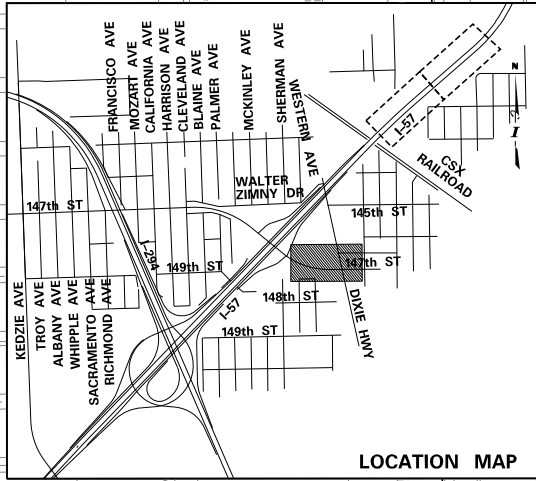 FRANCISCO AVE
MOZART AVE
CALIFORNIA AVE
HARRISON AVE
CLEVELAND AVE
BLAINE AVE
PALMER AVE
MCKINLEY AVE
SHERMAN AVE
WESTERN AVE
I-57
N
CSX
RAILROAD
WALTER
ZIMNY DR
147th ST
145th ST
I-294
149th ST
147th ST
148th ST
I-57
149th ST
DIXIE HWY
KEDZIE AVE
TROY AVE
ALBANY AVE
WHIPPLE AVE
SACRAMENTO AVE
RICHMOND AVE
LOCATION MAP